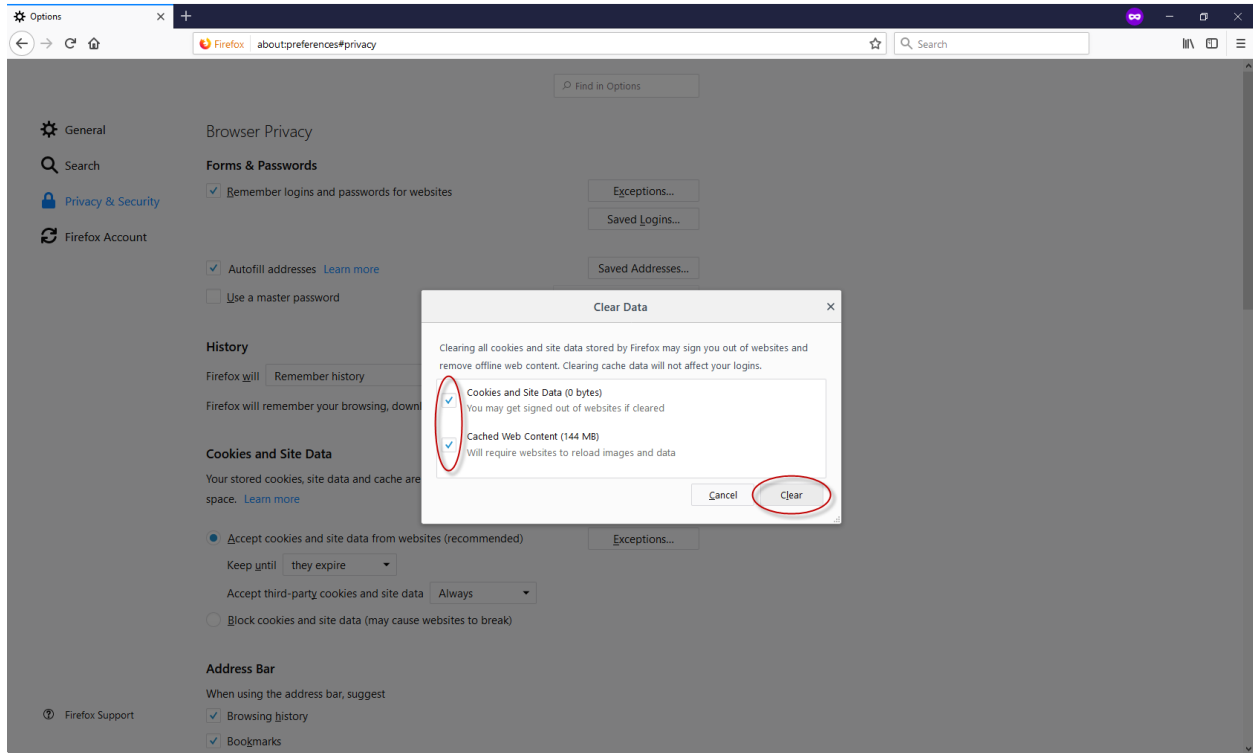 Options
Firefox about:preferences#privacy
Search
Find in Options
General
Search
Privacy & Security
Firefox Account
Browser Privacy
Forms & Passwords
Remember logins and passwords for websites
Exceptions...
Saved Logins...
Autofill addresses Learn more
Saved Addresses...
Use a master password
History
Firefox will Remember history
Firefox will remember your browsing, downl
Cookies and Site Data
Your stored cookies, site data and cache are
space. Learn more
Accept cookies and site data from websites (recommended)
Exceptions...
Keep until they expire
Accept third-party cookies and site data Always
Block cookies and site data (may cause websites to break)
Address Bar
When using the address bar, suggest
Browsing history
Bookmarks
Firefox Support
Clear Data
Clearing all cookies and site data stored by Firefox may sign you out of websites and
remove offline web content. Clearing cache data will not affect your logins.
Cookies and Site Data (0 bytes)
You may get signed out of websites if cleared
Cached Web Content (144 MB)
Will require websites to reload images and data
Cancel
Clear